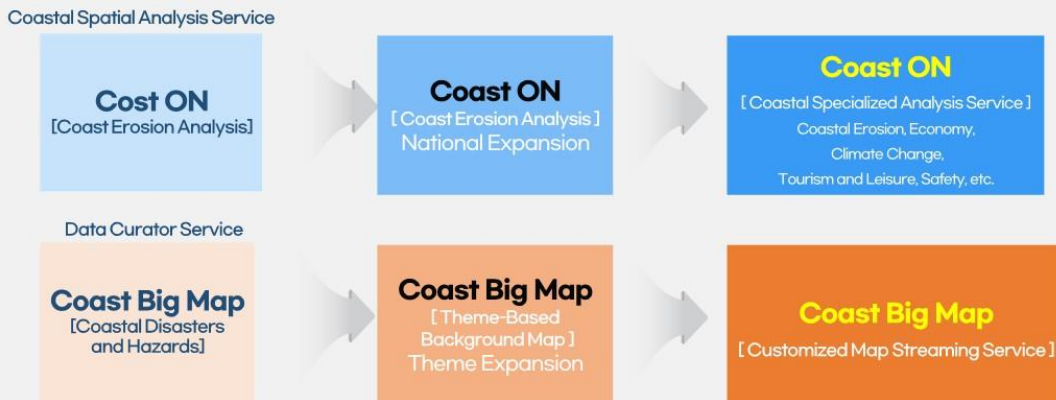 Coastal Spatial Analysis Service
Cost ON
[Coast Erosion Analysis]
Coast ON
[ Coast Erosion Analysis ]
National Expansion
Coast ON
[ Coastal Specialized Analysis Service ]
Coastal Erosion, Economy,
Climate Change,
Tourism and Leisure, Safety, etc.
Data Curator Service
Coast Big Map
[Coastal Disasters
and Hazards]
Coast Big Map
[ Theme-Based
Background Map ]
Theme Expansion
Coast Big Map
[ Customized Map Streaming Service ]